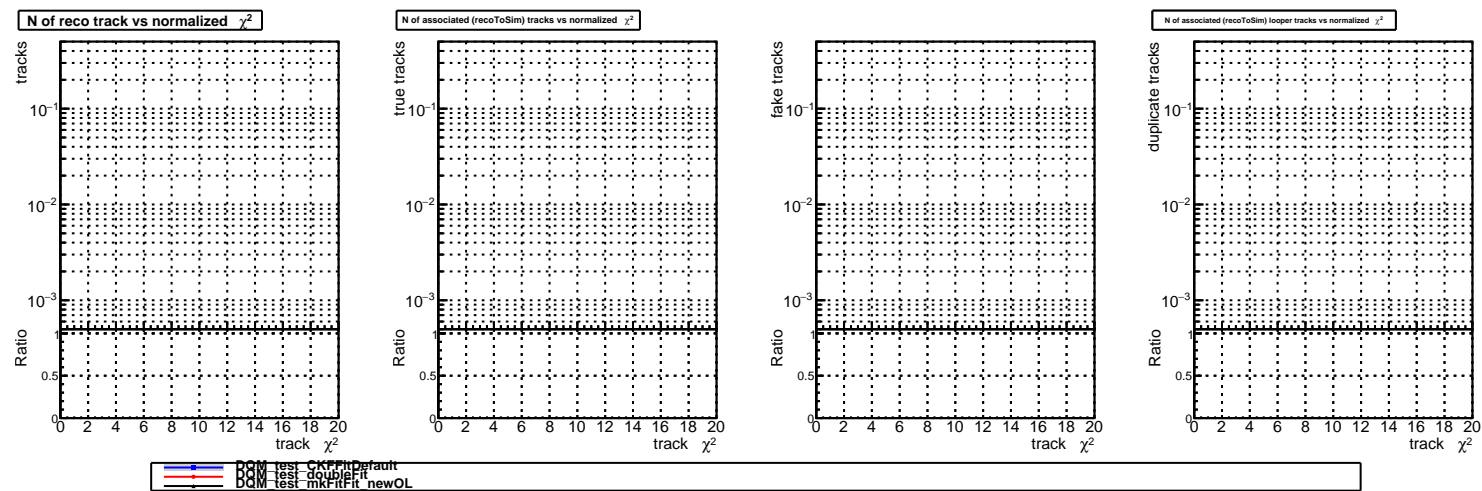 N of reco track vs normalized χ²
tracks
10⁻¹
10⁻²
10⁻³
Ratio
1
0.5
0
0 2 4 6 8 10 12 14 16 18 20
track χ²
N of associated (recoToSim) tracks vs normalized χ²
true tracks
10⁻¹
10⁻²
10⁻³
Ratio
1
0.5
0
0 2 4 6 8 10 12 14 16 18 20
track χ²
fake tracks
10⁻¹
10⁻²
10⁻³
Ratio
1
0.5
0
0 2 4 6 8 10 12 14 16 18 20
track χ²
N of associated (recoToSim) looper tracks vs normalized χ²
duplicate tracks
10⁻¹
10⁻²
10⁻³
Ratio
1
0.5
0
0 2 4 6 8 10 12 14 16 18 20
track χ²
DQM_test_CKFFitDefault
DQM_test_doubleFit
DQM_test_mkFitFit_newOL